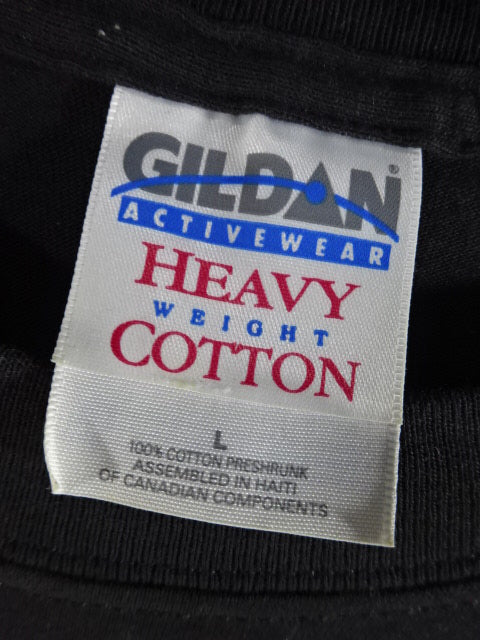 GILDAN®
ACTIVEWEAR
HEAVY
WEIGHT
COTTON
L
100% COTTON PRESHRUNK
ASSEMBLED IN HAITI
OF CANADIAN COMPONENTS